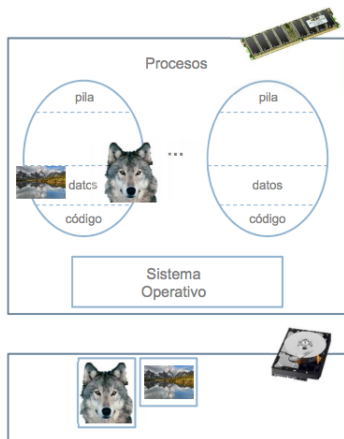 Procesos
pila
pila
...
datos
datos
código
código
Sistema
Operativo